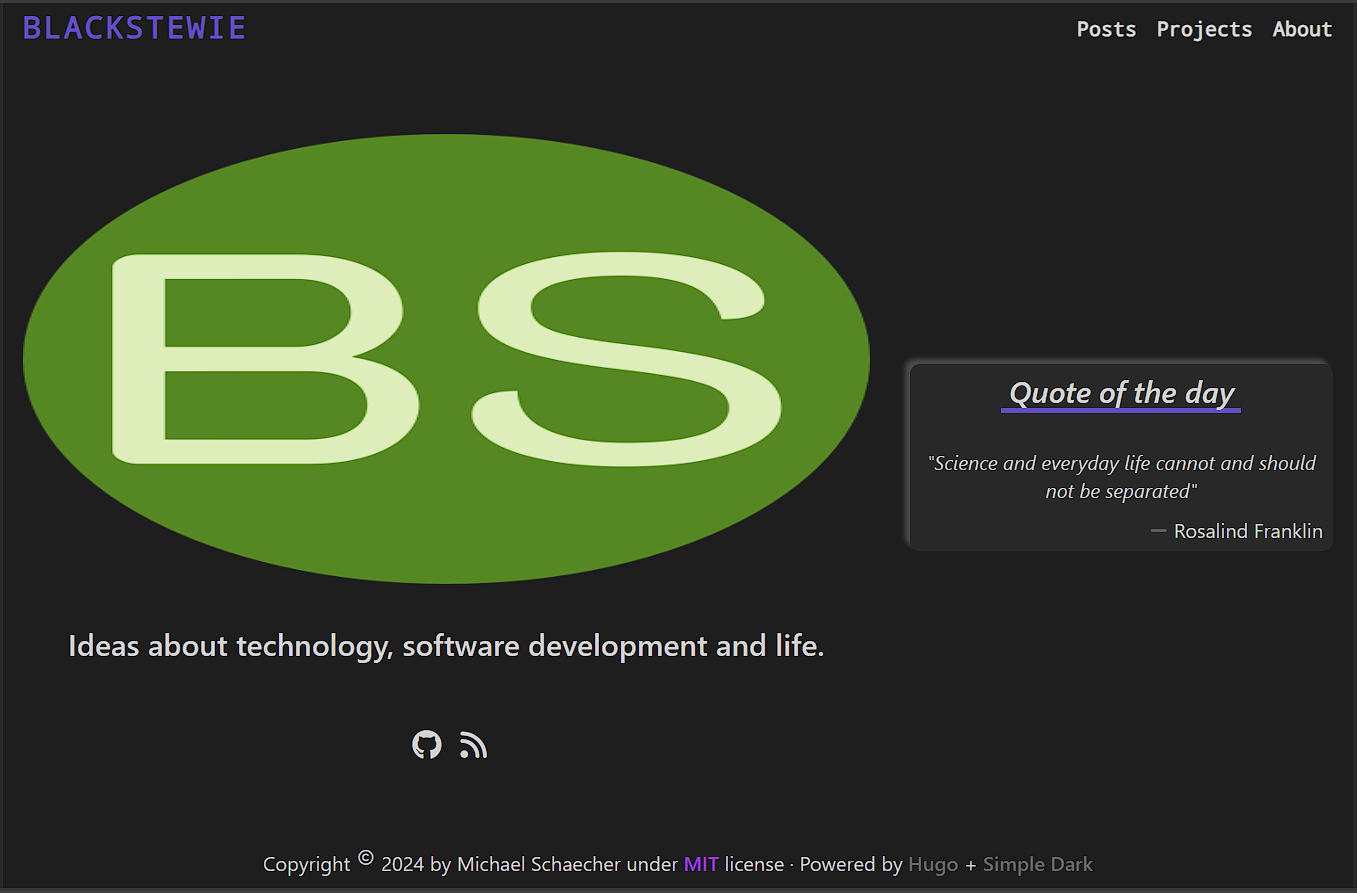 BLACKSTEWIE
Posts Projects About
BS
Quote of the day
"Science and everyday life cannot and should
not be separated"
— Rosalind Franklin
Ideas about technology, software development and life.
Copyright © 2024 by Michael Schaecher under MIT license · Powered by Hugo + Simple Dark